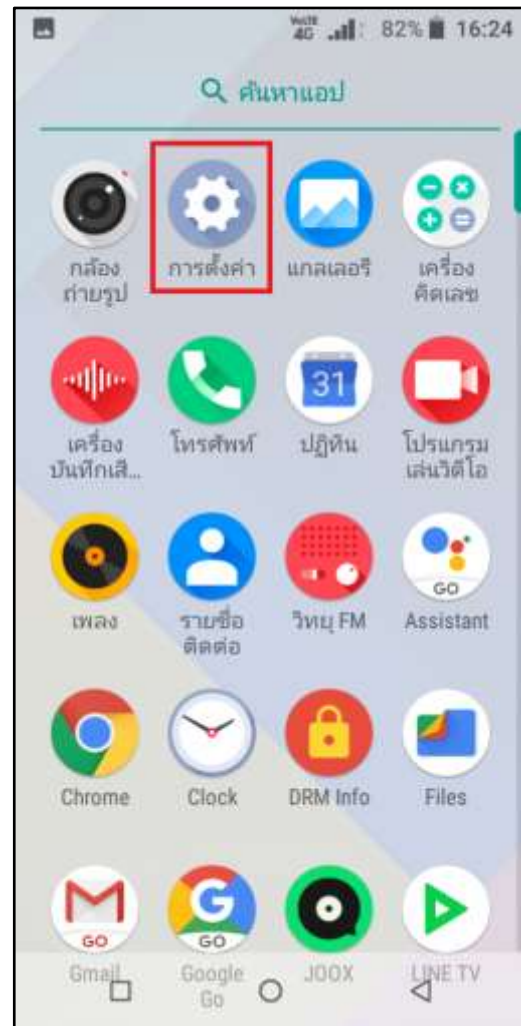 VoLTE
4G 82% 16:24
ค้นหาแอป
กล้อง
ถ่ายรูป
การตั้งค่า
แกลเลอรี
เครื่อง
คิดเลข
เครื่อง
บันทึกเสี...
โทรศัพท์
31
ปฏิทิน
โปรแกรม
เล่นวิดีโอ
เพลง
รายชื่อ
ติดต่อ
วิทยุ FM
GO
Assistant
Chrome
Clock
DRM Info
Files
GO
Gmail
G
GO
Google
Go
JOOX
LINE TV